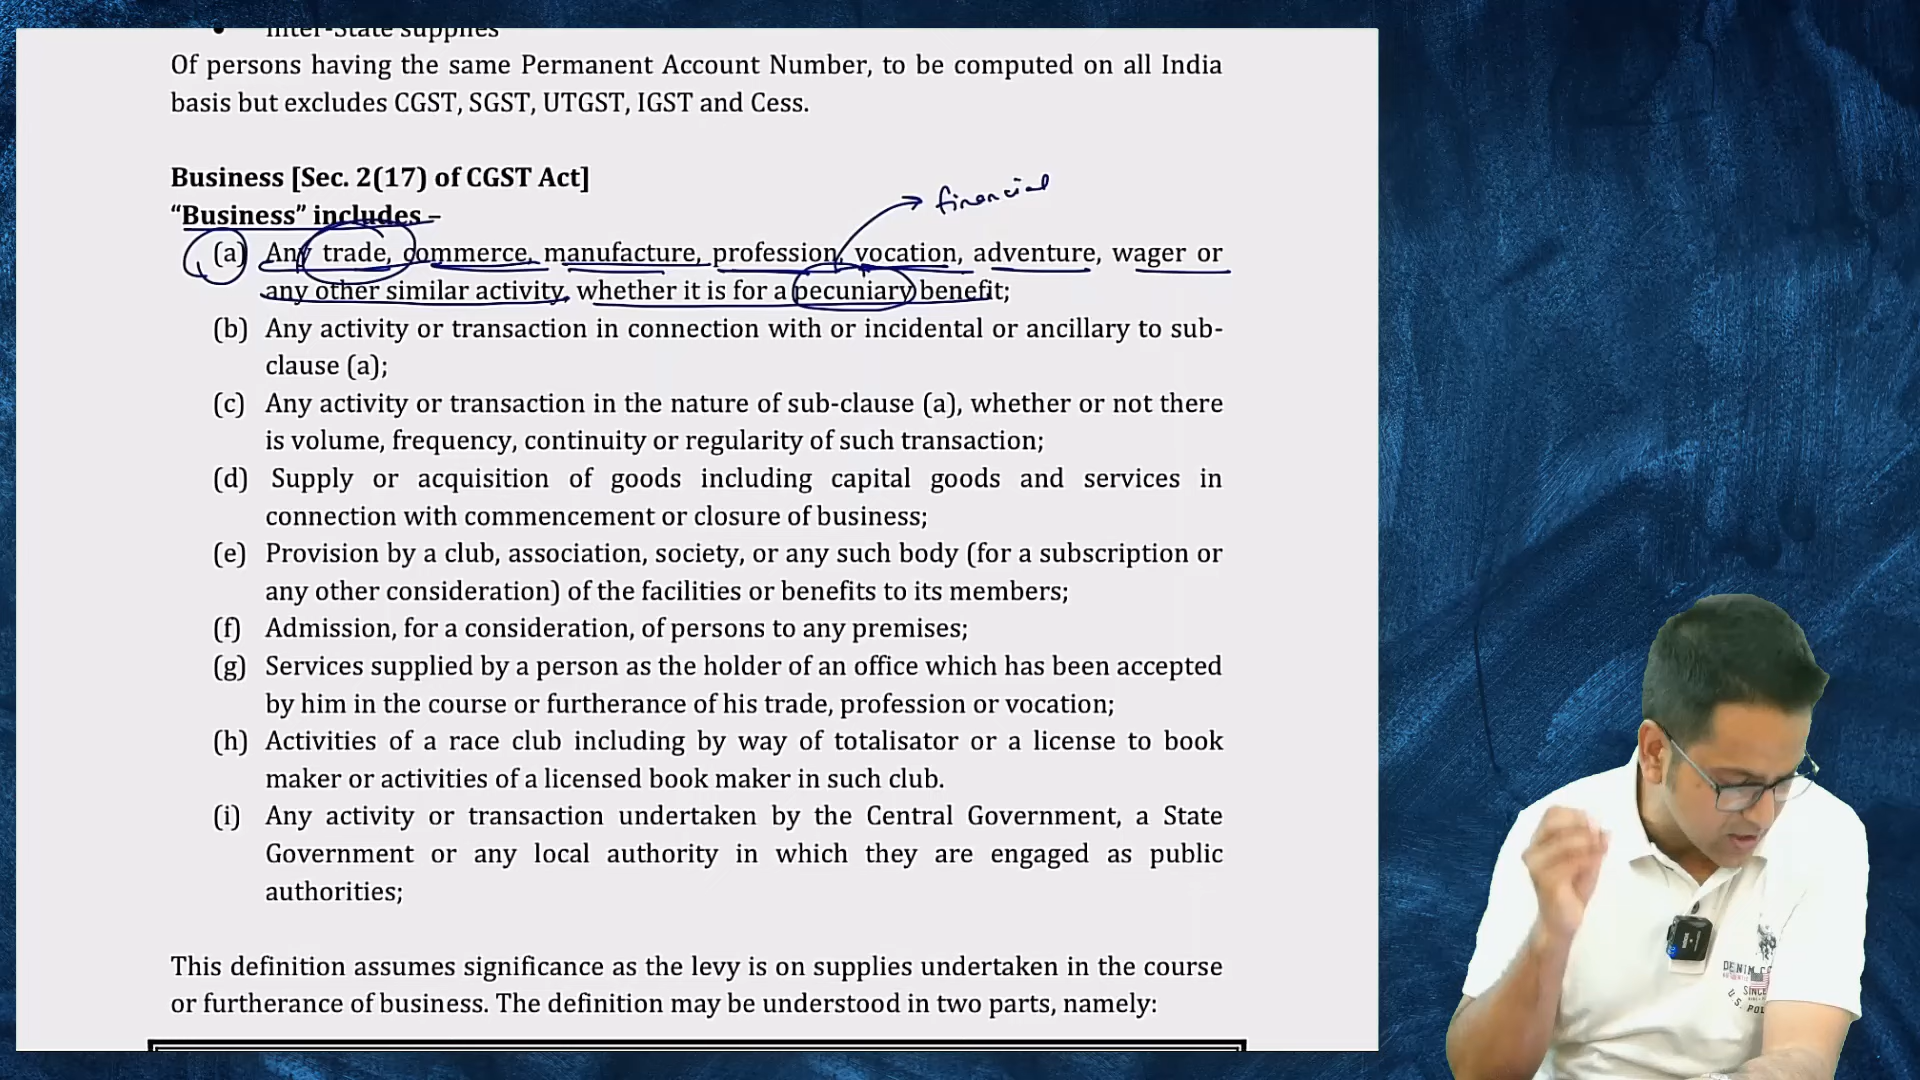 Inter-State supplies
Of persons having the same Permanent Account Number, to be computed on all India
basis but excludes CGST, SGST, UTGST, IGST and Cess.
Business [Sec. 2(17) of CGST Act]
financial
“Business” includes –
(a) Any trade, commerce, manufacture, profession, vocation, adventure, wager or
any other similar activity, whether it is for a pecuniary benefit;
(b) Any activity or transaction in connection with or incidental or ancillary to sub-
clause (a);
(c) Any activity or transaction in the nature of sub-clause (a), whether or not there
is volume, frequency, continuity or regularity of such transaction;
(d) Supply or acquisition of goods including capital goods and services in
connection with commencement or closure of business;
(e) Provision by a club, association, society, or any such body (for a subscription or
any other consideration) of the facilities or benefits to its members;
(f) Admission, for a consideration, of persons to any premises;
(g) Services supplied by a person as the holder of an office which has been accepted
by him in the course or furtherance of his trade, profession or vocation;
(h) Activities of a race club including by way of totalisator or a license to book
maker or activities of a licensed book maker in such club.
(i) Any activity or transaction undertaken by the Central Government, a State
Government or any local authority in which they are engaged as public
authorities;
This definition assumes significance as the levy is on supplies undertaken in the course
or furtherance of business. The definition may be understood in two parts, namely:
DENIM
SINCE
U.S.